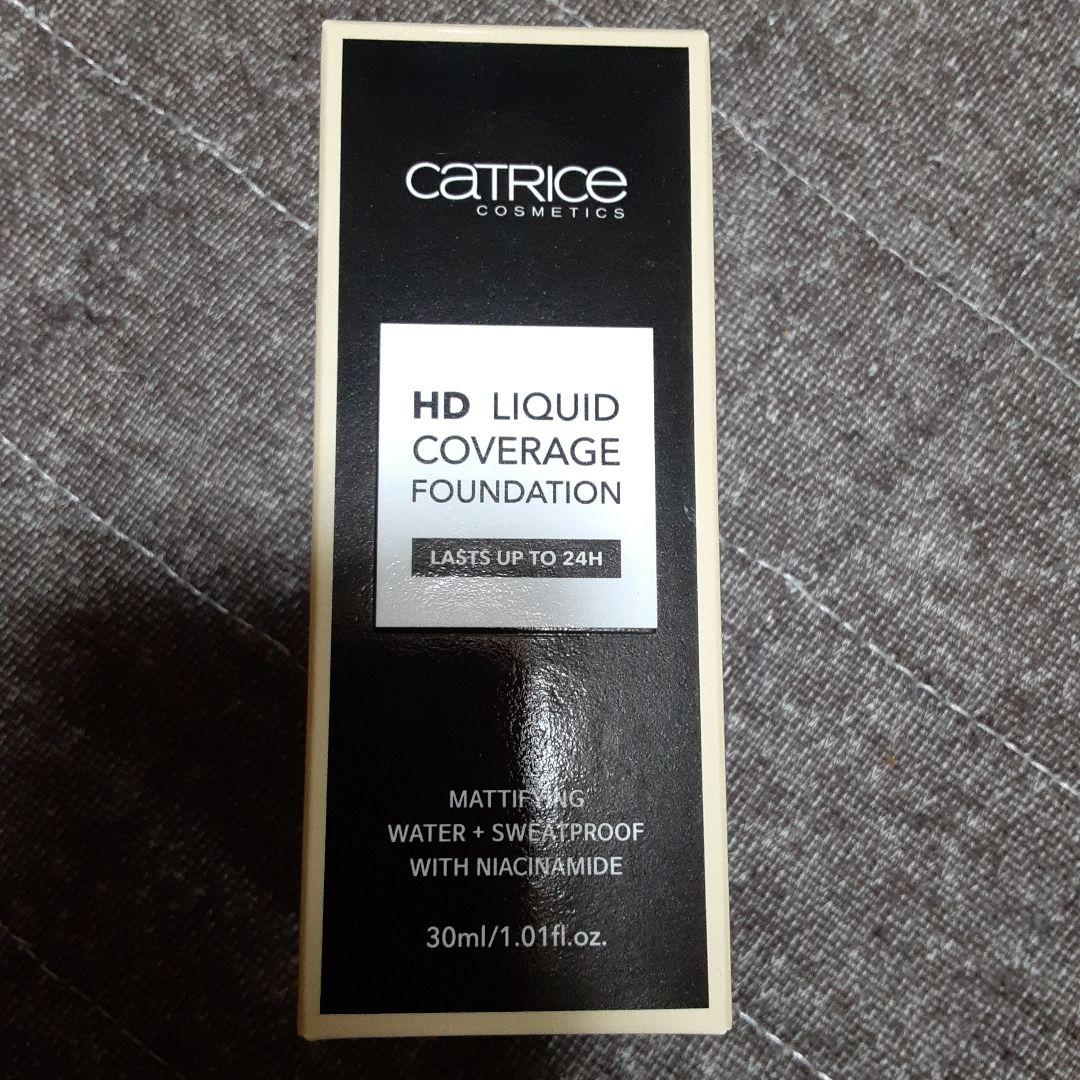 CATRICE
COSMETICS
HD LIQUID
COVERAGE
FOUNDATION
LASTS UP TO 24H
MATTIFYING
WATER + SWEATPROOF
WITH NIACINAMIDE
30ml/1.01fl.oz.